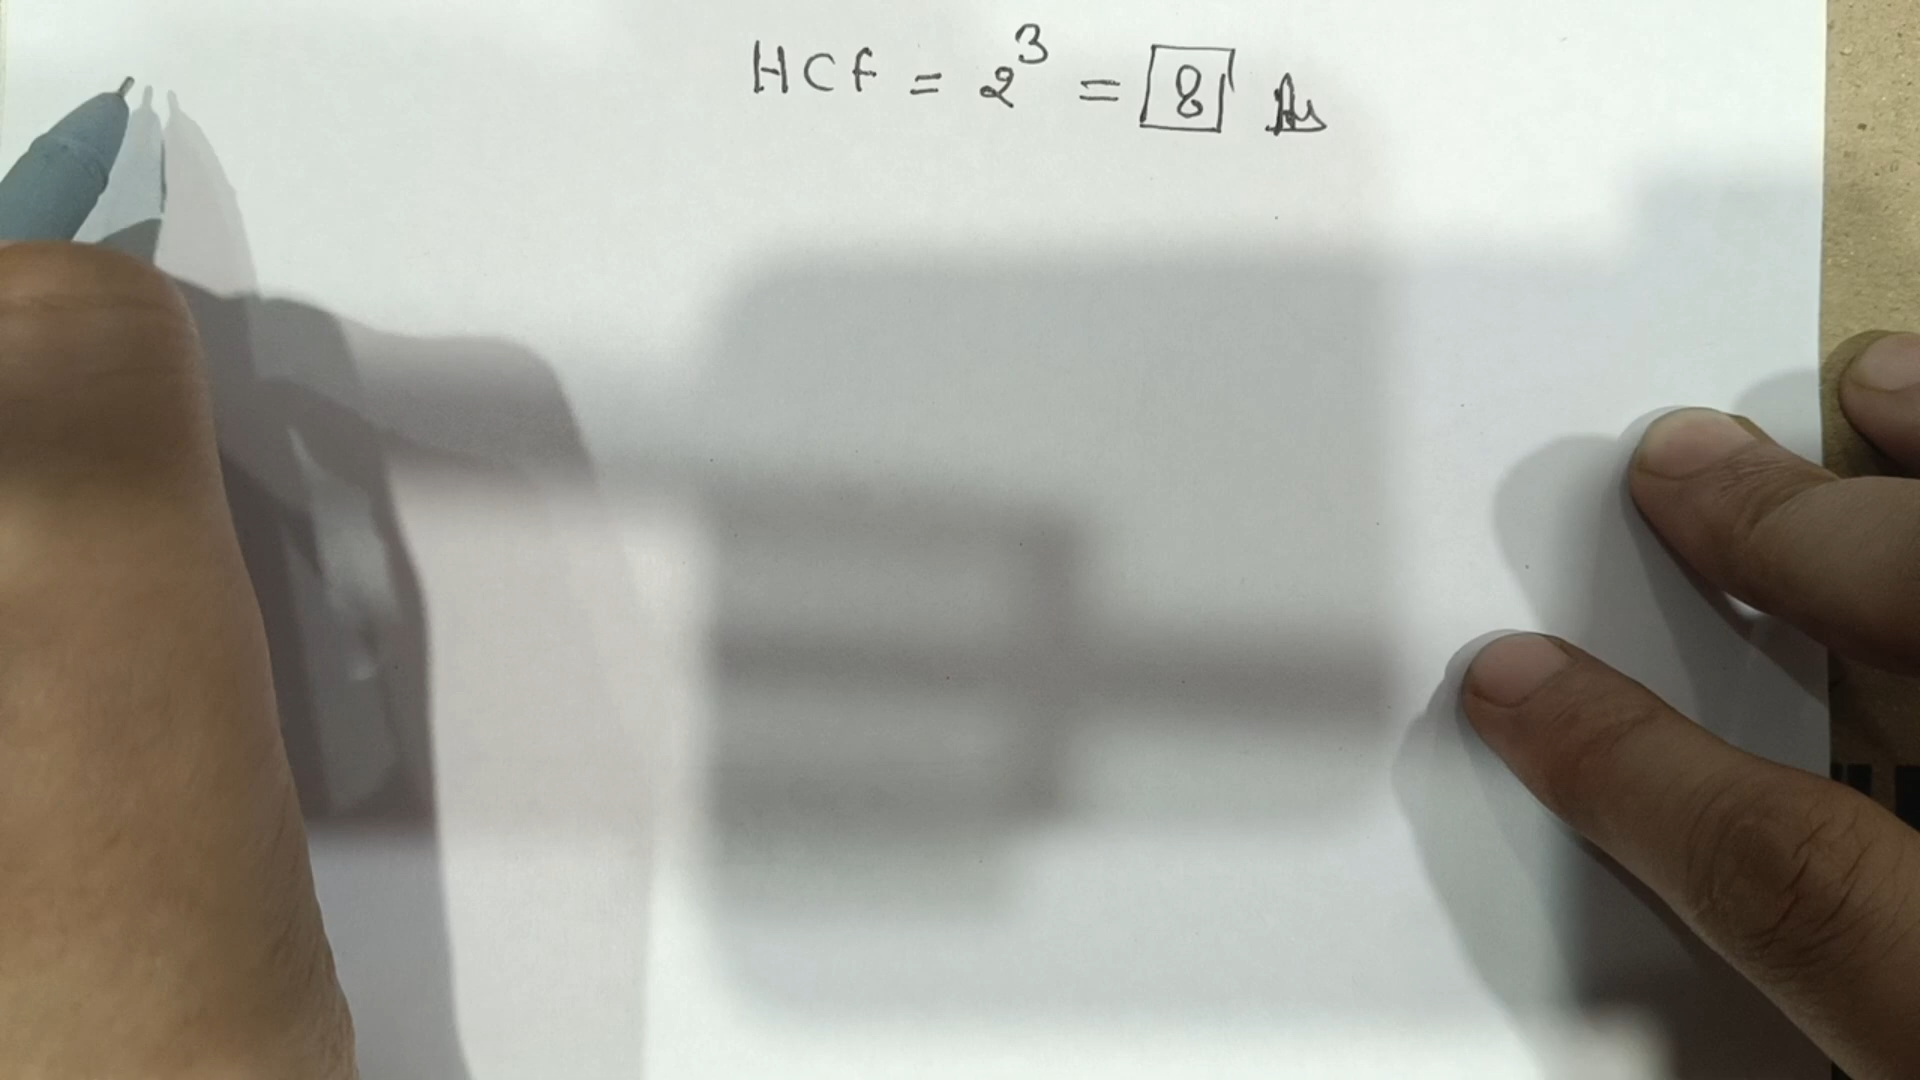 HCF = 2³ = 8 Ans